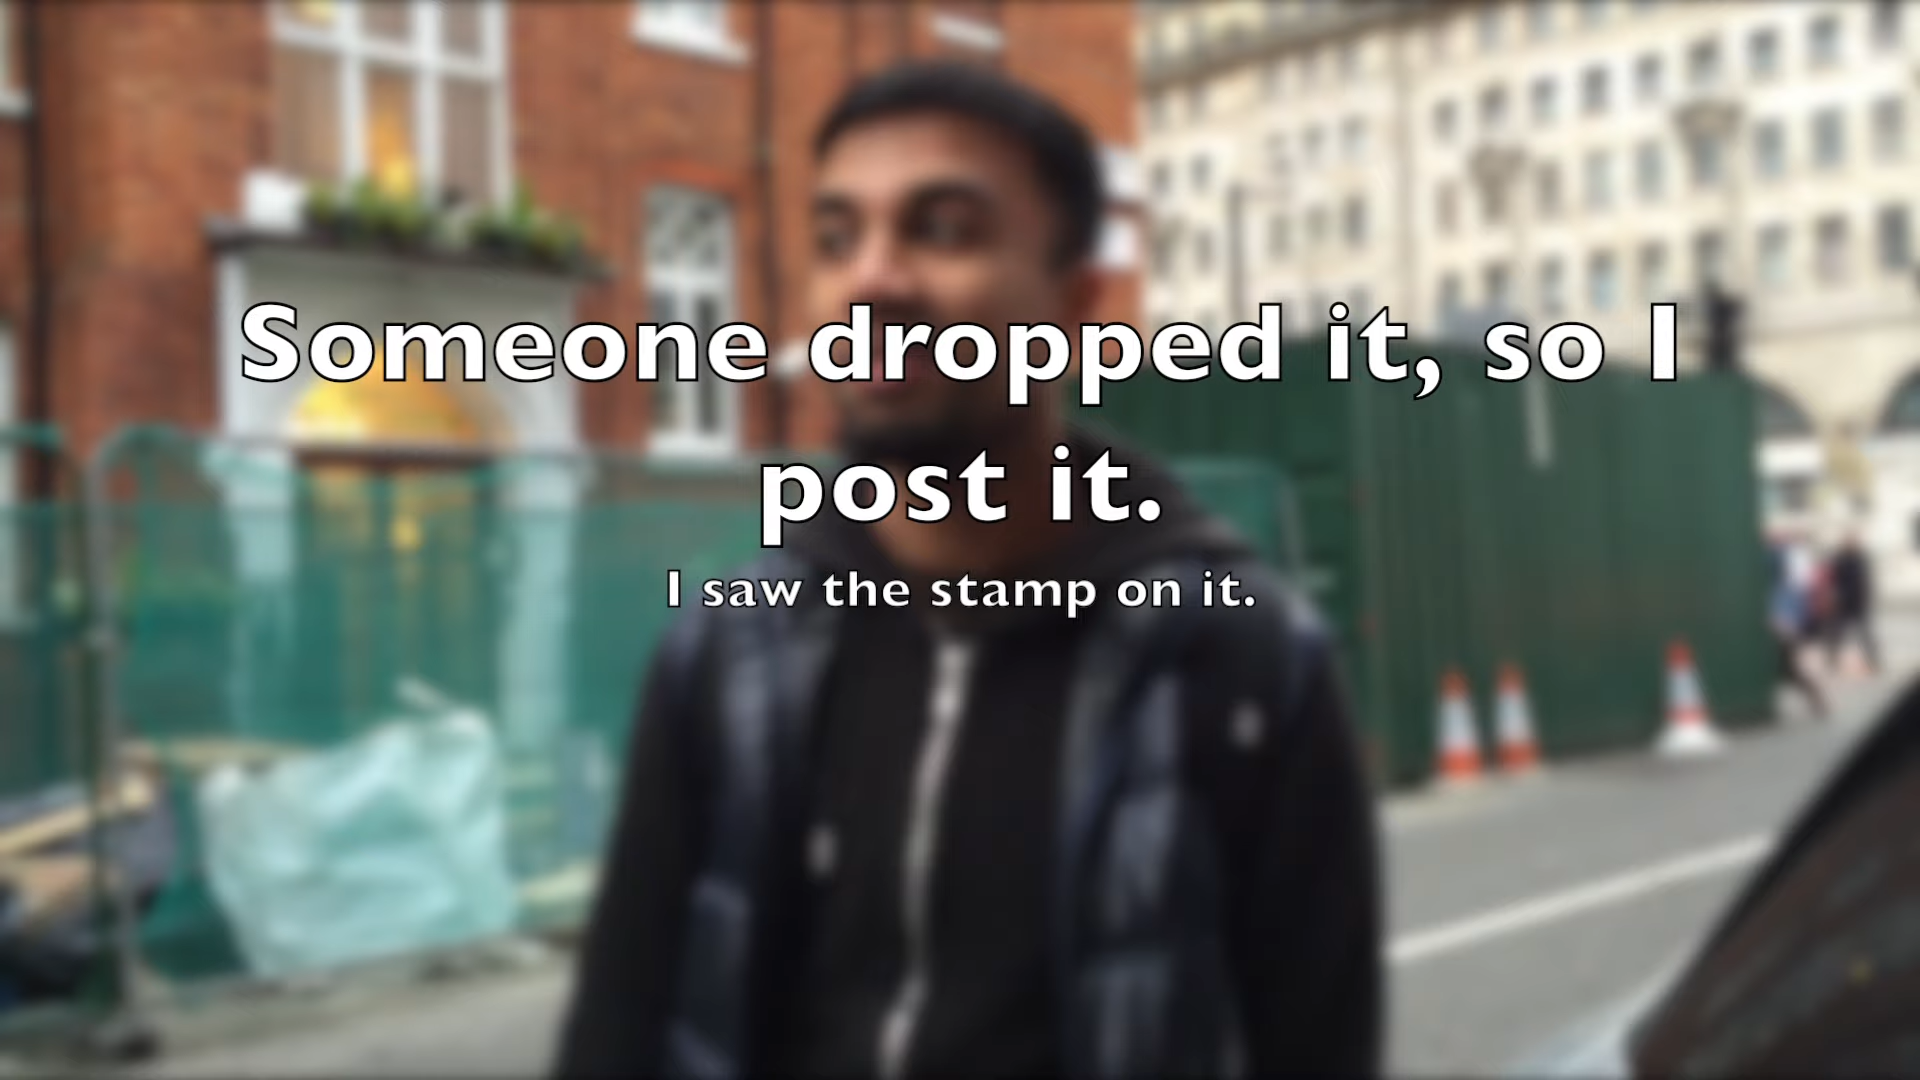 Someone dropped it, so I
post it.
I saw the stamp on it.